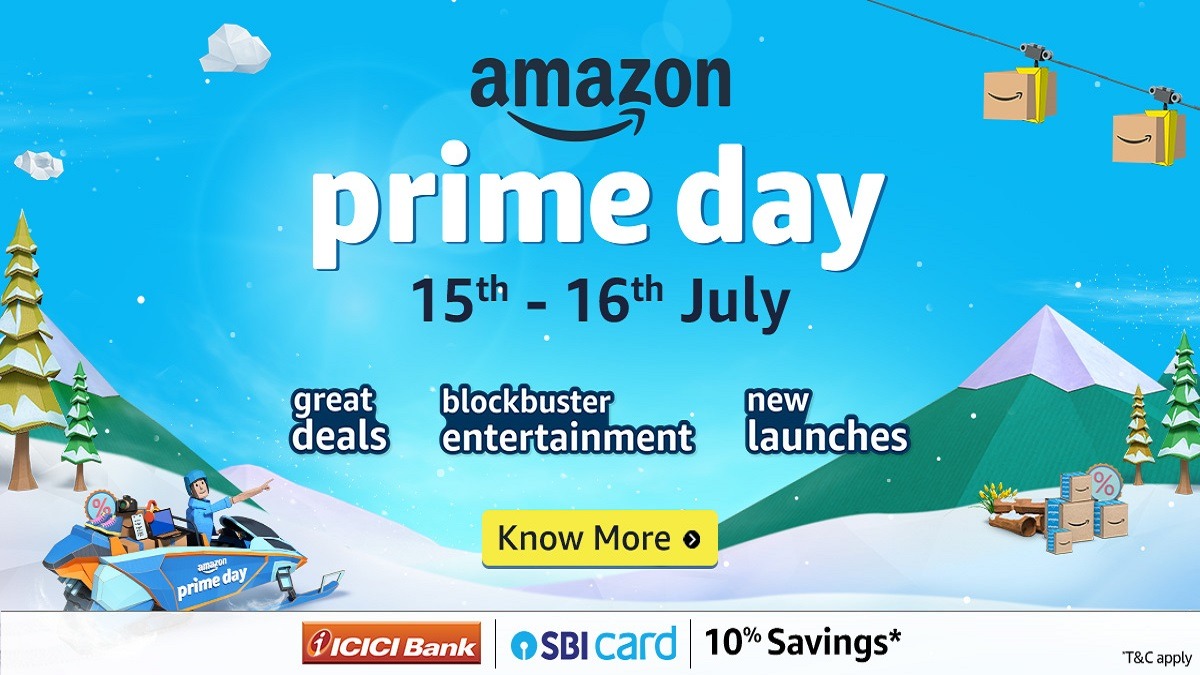 amazon
prime day
15th - 16th July
great
deals
blockbuster
entertainment
new
launches
Know More
%
%
amazon
prime day
i ICICI Bank
SBI card
10% Savings*
*T&C apply